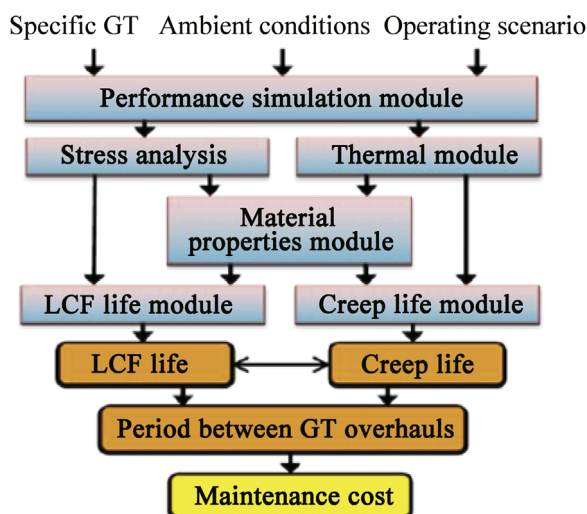 Specific GT Ambient conditions Operating scenario
Performance simulation module
Stress analysis Thermal module
Material
properties module
LCF life module Creep life module
LCF life Creep life
Period between GT overhauls
Maintenance cost